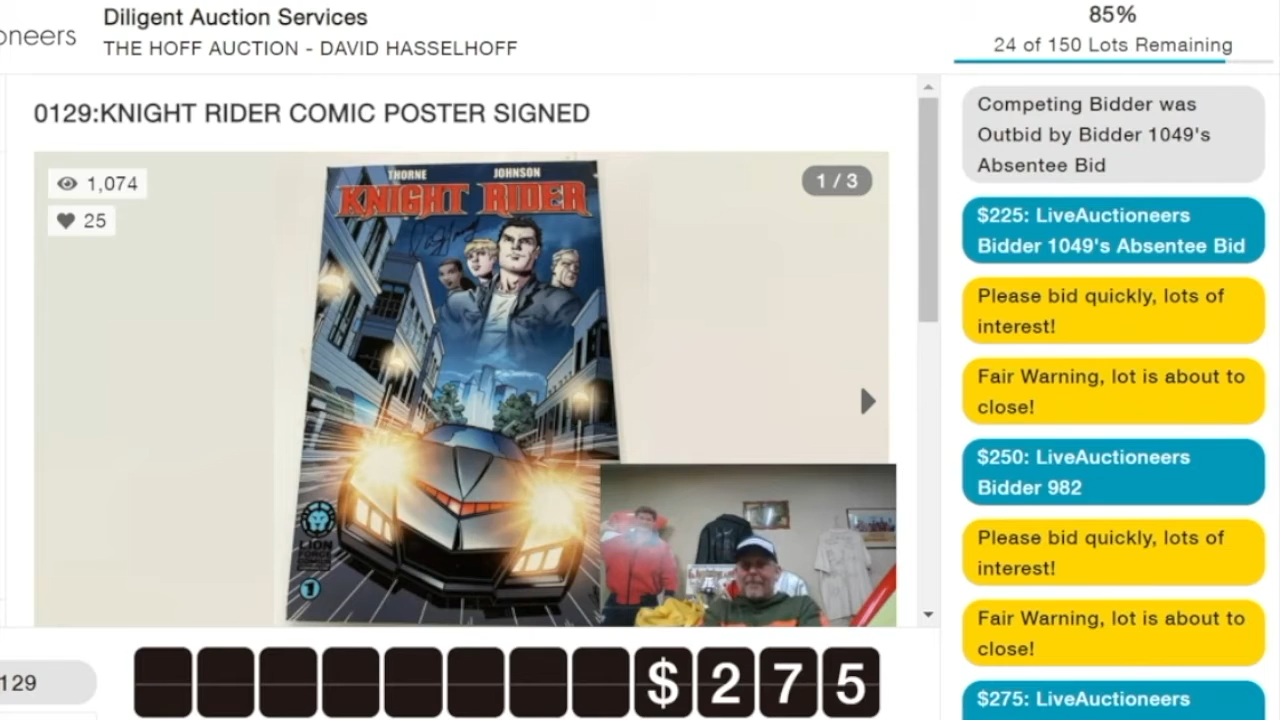 oneers
Diligent Auction Services
THE HOFF AUCTION - DAVID HASSELHOFF
85%
24 of 150 Lots Remaining
0129:KNIGHT RIDER COMIC POSTER SIGNED
1,074
25
1 / 3
THORNE JOHNSON
KNIGHT RIDER
LION
FORGE
1
Competing Bidder was
Outbid by Bidder 1049's
Absentee Bid
$225: LiveAuctioneers
Bidder 1049's Absentee Bid
Please bid quickly, lots of
interest!
Fair Warning, lot is about to
close!
$250: LiveAuctioneers
Bidder 982
Please bid quickly, lots of
interest!
Fair Warning, lot is about to
close!
$275: LiveAuctioneers
129
$275